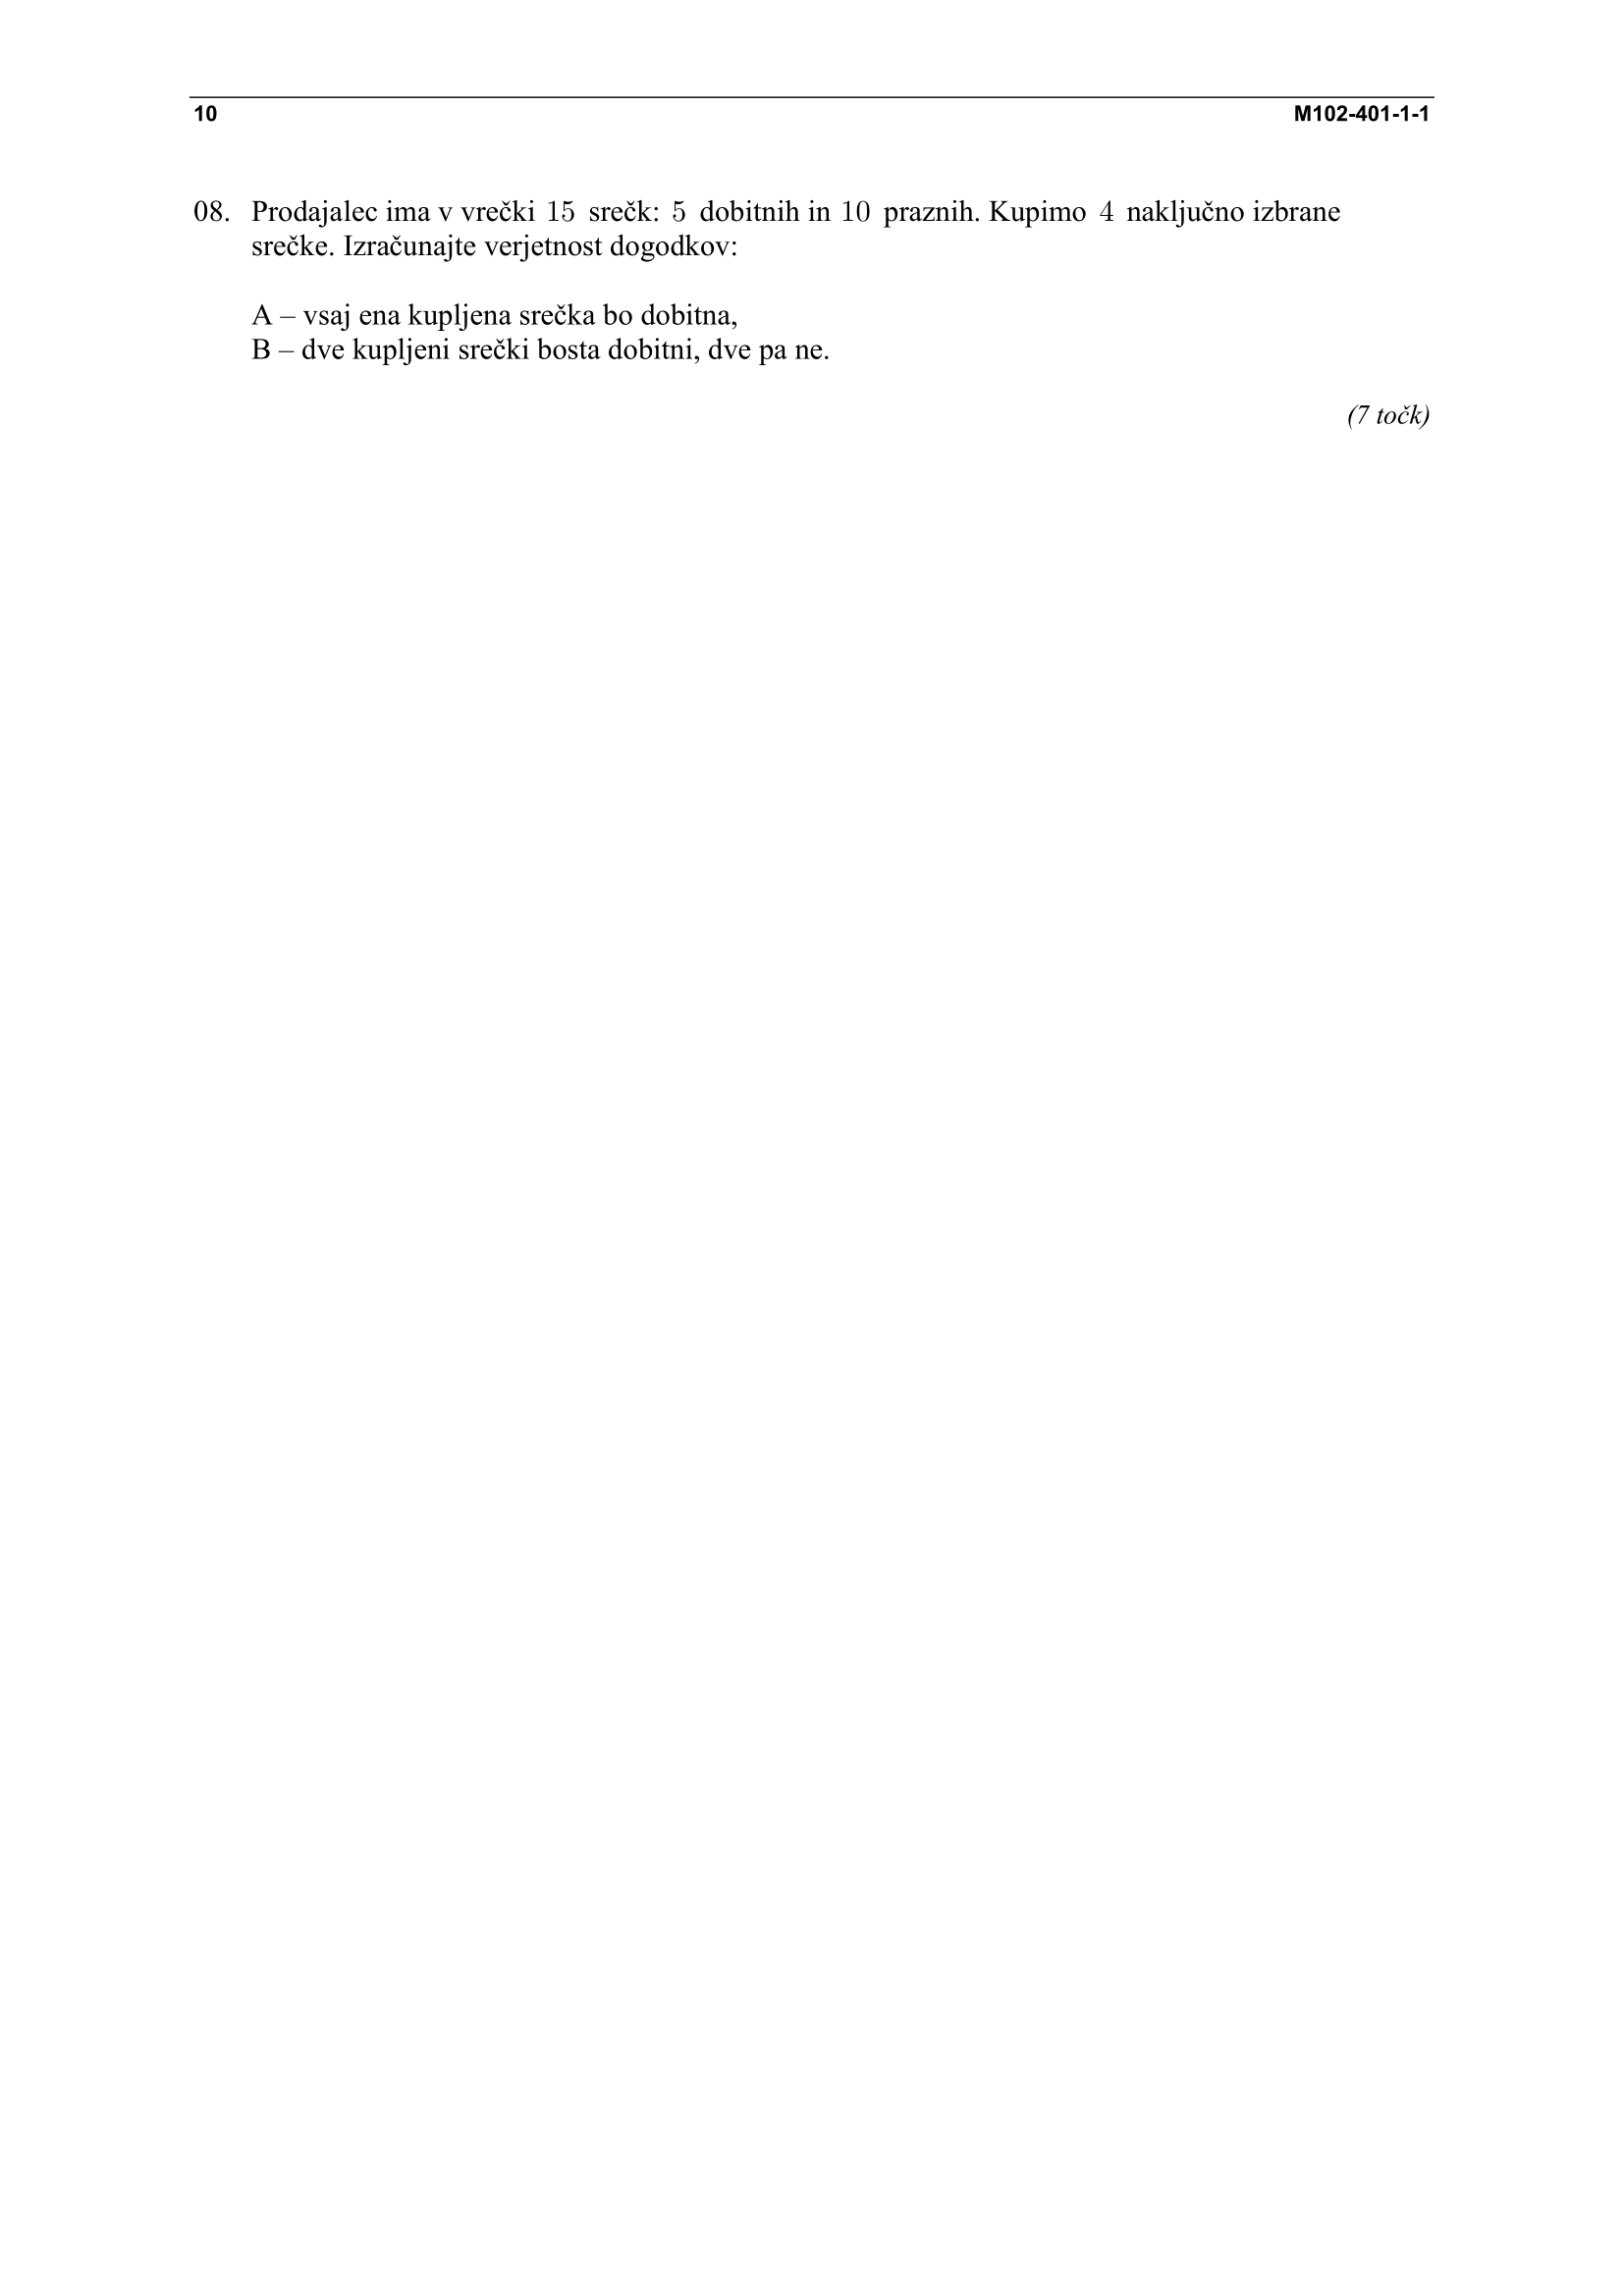 10 M102-401-1-1
08. Prodajalec ima v vrečki 15 srečk: 5 dobitnih in 10 praznih. Kupimo 4 naključno izbrane
srečke. Izračunajte verjetnost dogodkov:
A – vsaj ena kupljena srečka bo dobitna,
B – dve kupljeni srečki bosta dobitni, dve pa ne.
(7 točk)